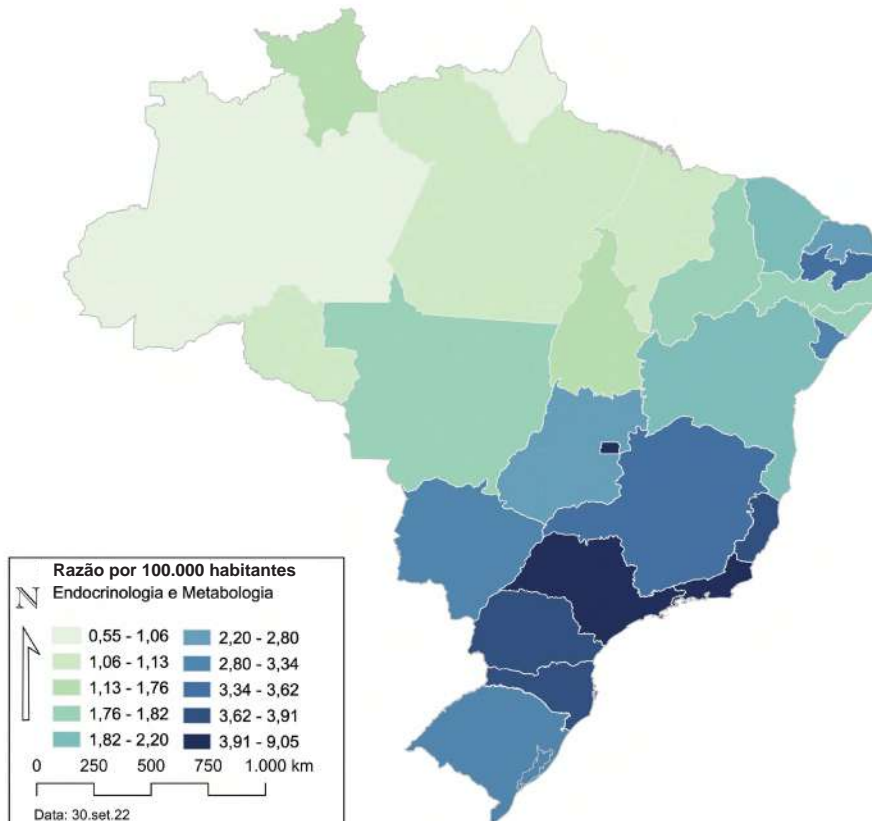 Razão por 100.000 habitantes
N Endocrinologia e Metabologia
0,55 - 1,06 2,20 - 2,80
1,06 - 1,13 2,80 - 3,34
1,13 - 1,76 3,34 - 3,62
1,76 - 1,82 3,62 - 3,91
1,82 - 2,20 3,91 - 9,05
0 250 500 750 1.000 km
Data: 30.set.22